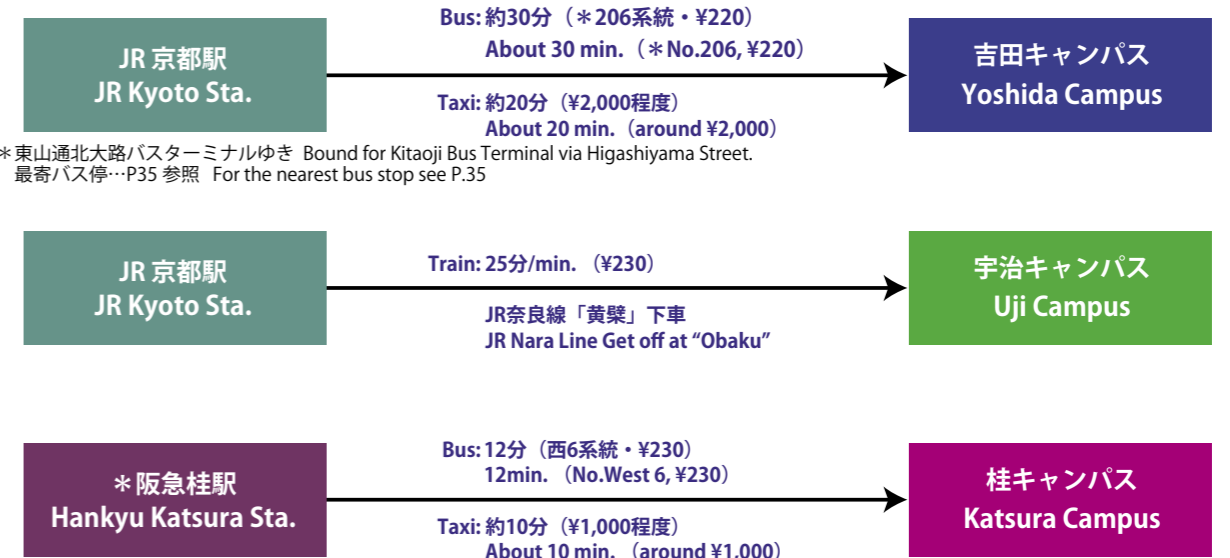 JR 京都駅
JR Kyoto Sta.
Bus: 約30分（＊206系統・¥220）
About 30 min.（＊No.206, ¥220）
Taxi: 約20分（¥2,000程度）
About 20 min.（around ¥2,000）
吉田キャンパス
Yoshida Campus
＊東山通北大路バスターミナルゆき Bound for Kitaoji Bus Terminal via Higashiyama Street.
最寄バス停…P35 参照 For the nearest bus stop see P.35
JR 京都駅
JR Kyoto Sta.
Train: 25分/min.（¥230）
JR奈良線「黄檗」下車
JR Nara Line Get off at “Obaku”
宇治キャンパス
Uji Campus
＊阪急桂駅
Hankyu Katsura Sta.
Bus: 12分（西6系統・¥230）
12min.（No.West 6, ¥230）
Taxi: 約10分（¥1,000程度）
About 10 min.（around ¥1,000）
桂キャンパス
Katsura Campus